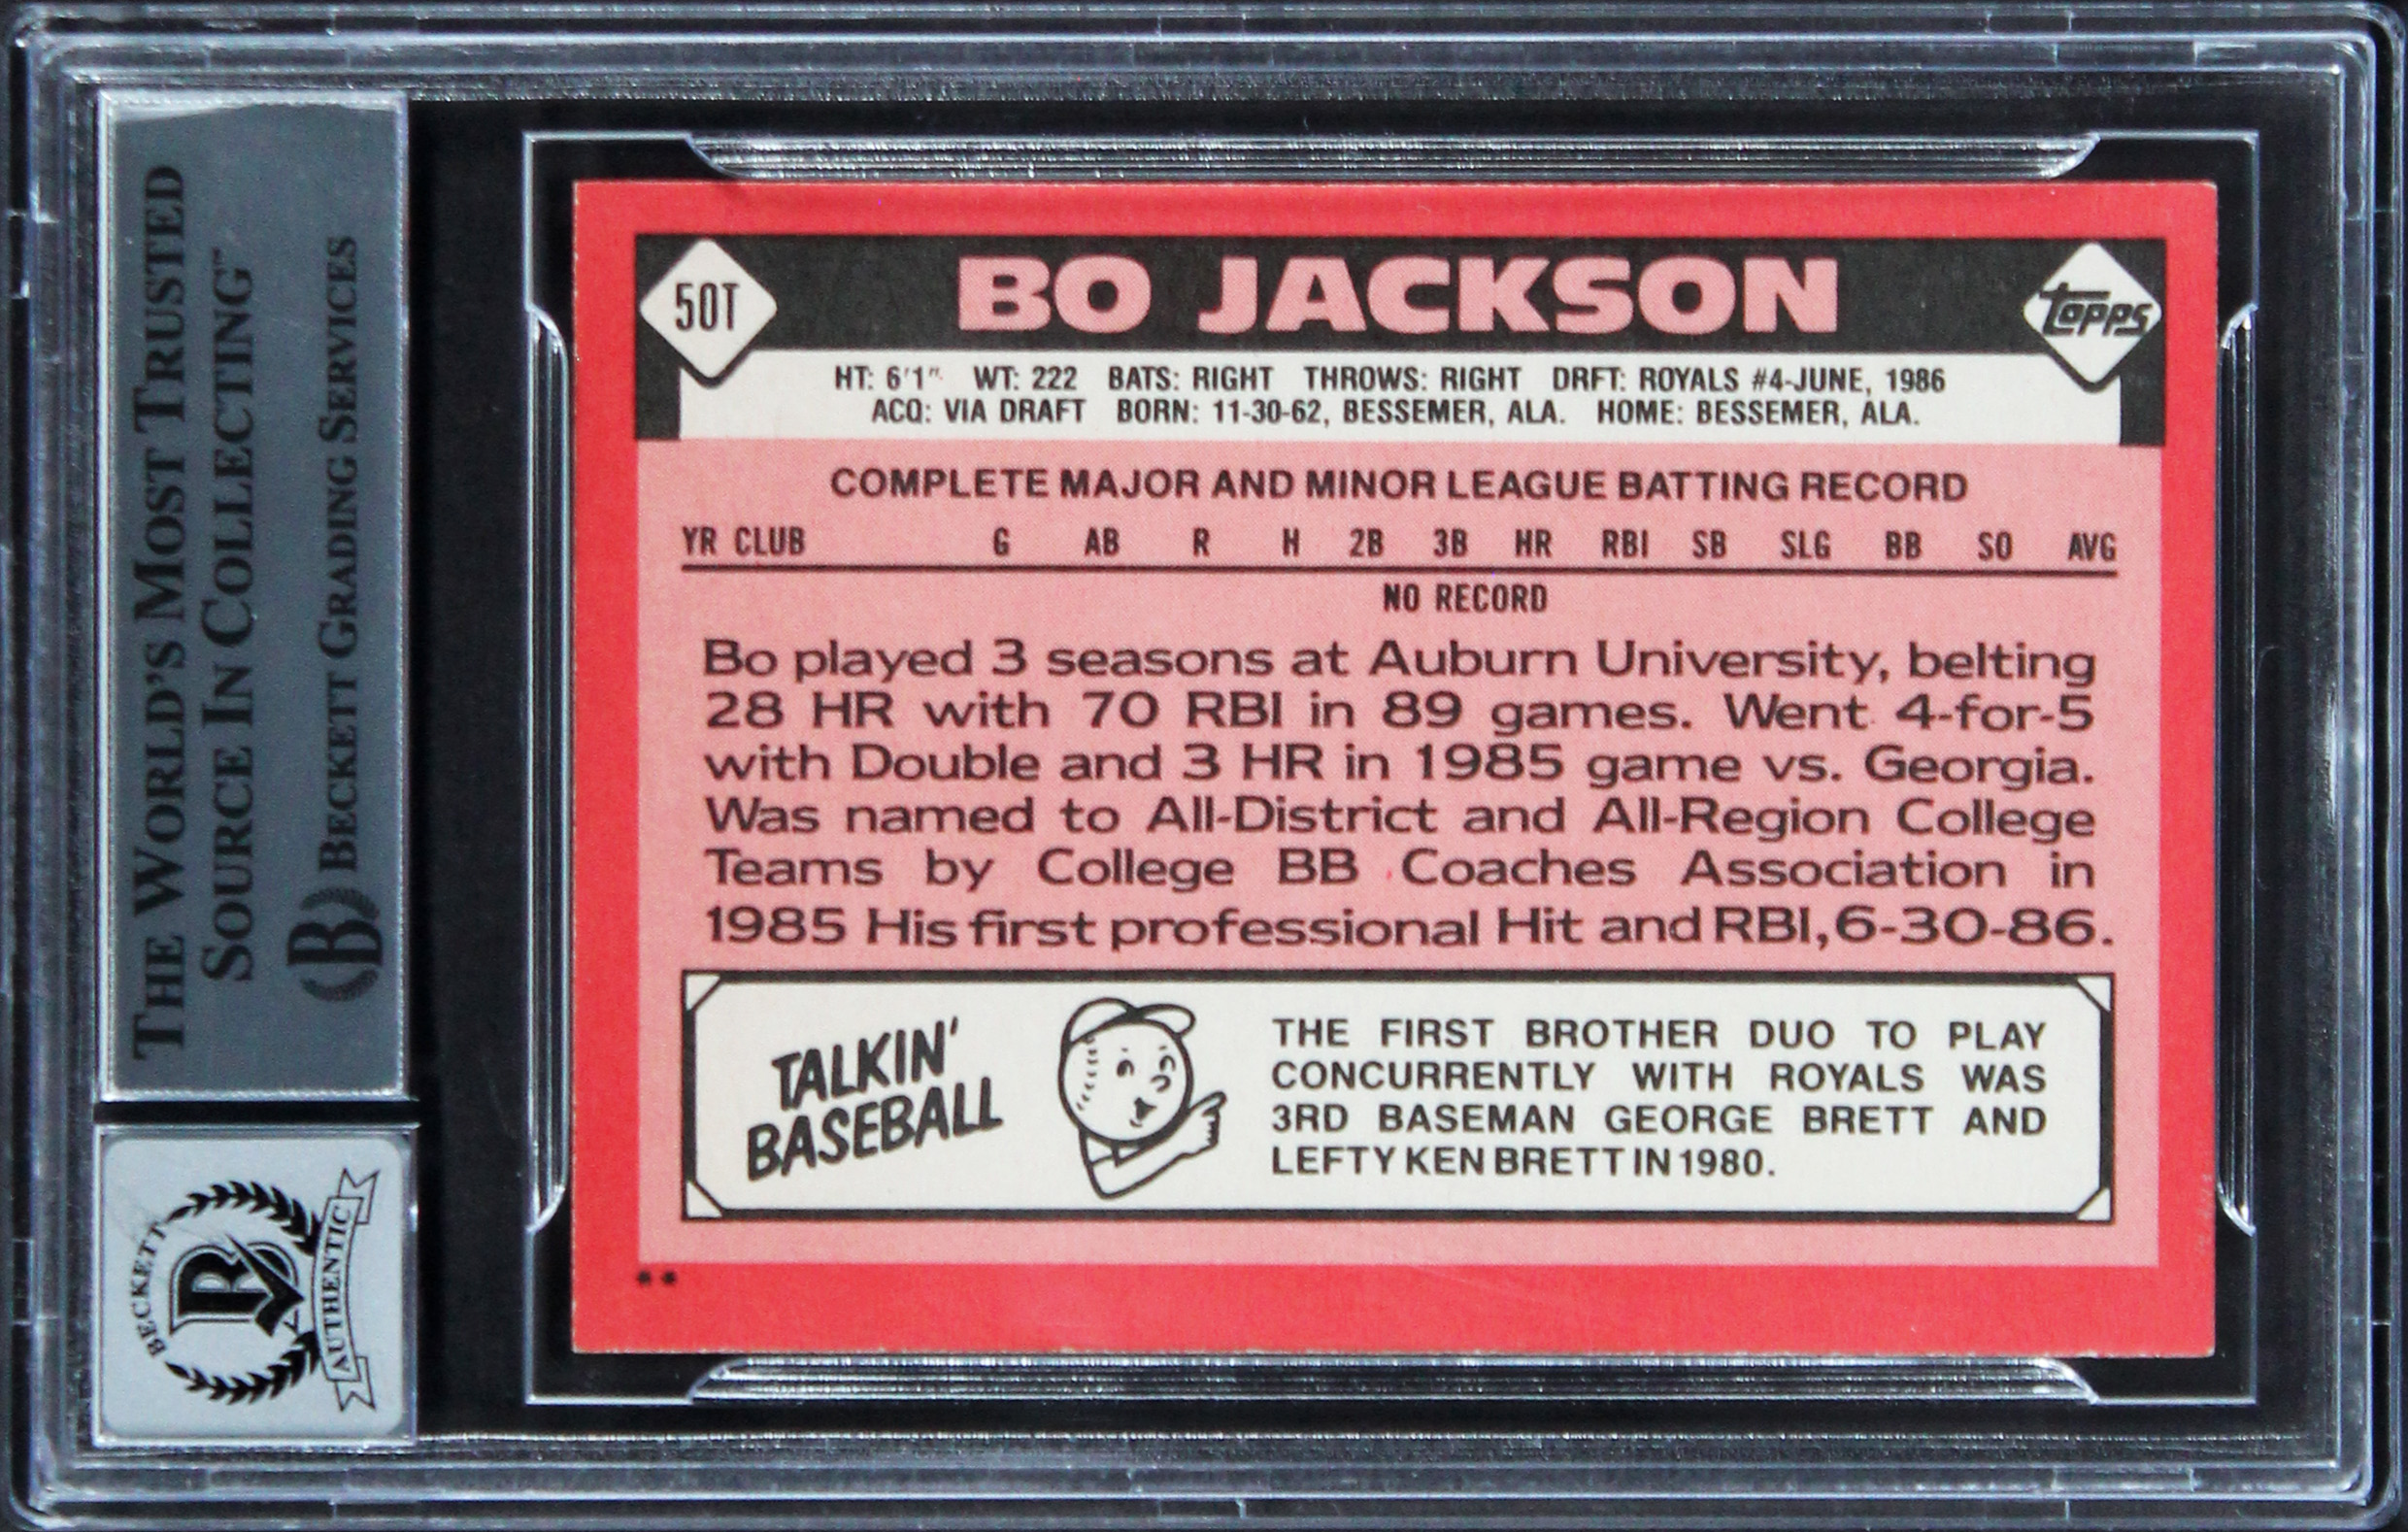 THE WORLD'S MOST TRUSTED
SOURCE IN COLLECTING™
B BECKETT GRADING SERVICES
BECKETT
B
AUTHENTIC
50T
BO JACKSON
topps
HT: 6'1" WT: 222 BATS: RIGHT THROWS: RIGHT DRFT: ROYALS #4-JUNE, 1986
ACQ: VIA DRAFT BORN: 11-30-62, BESSEMER, ALA. HOME: BESSEMER, ALA.
COMPLETE MAJOR AND MINOR LEAGUE BATTING RECORD
YR CLUB G AB R H 2B 3B HR RBI SB SLG BB SO AVG
NO RECORD
Bo played 3 seasons at Auburn University, belting
28 HR with 70 RBI in 89 games. Went 4-for-5
with Double and 3 HR in 1985 game vs. Georgia.
Was named to All-District and All-Region College
Teams by College BB Coaches Association in
1985 His first professional Hit and RBI, 6-30-86.
TALKIN'
BASEBALL
THE FIRST BROTHER DUO TO PLAY
CONCURRENTLY WITH ROYALS WAS
3RD BASEMAN GEORGE BRETT AND
LEFTY KEN BRETT IN 1980.
**